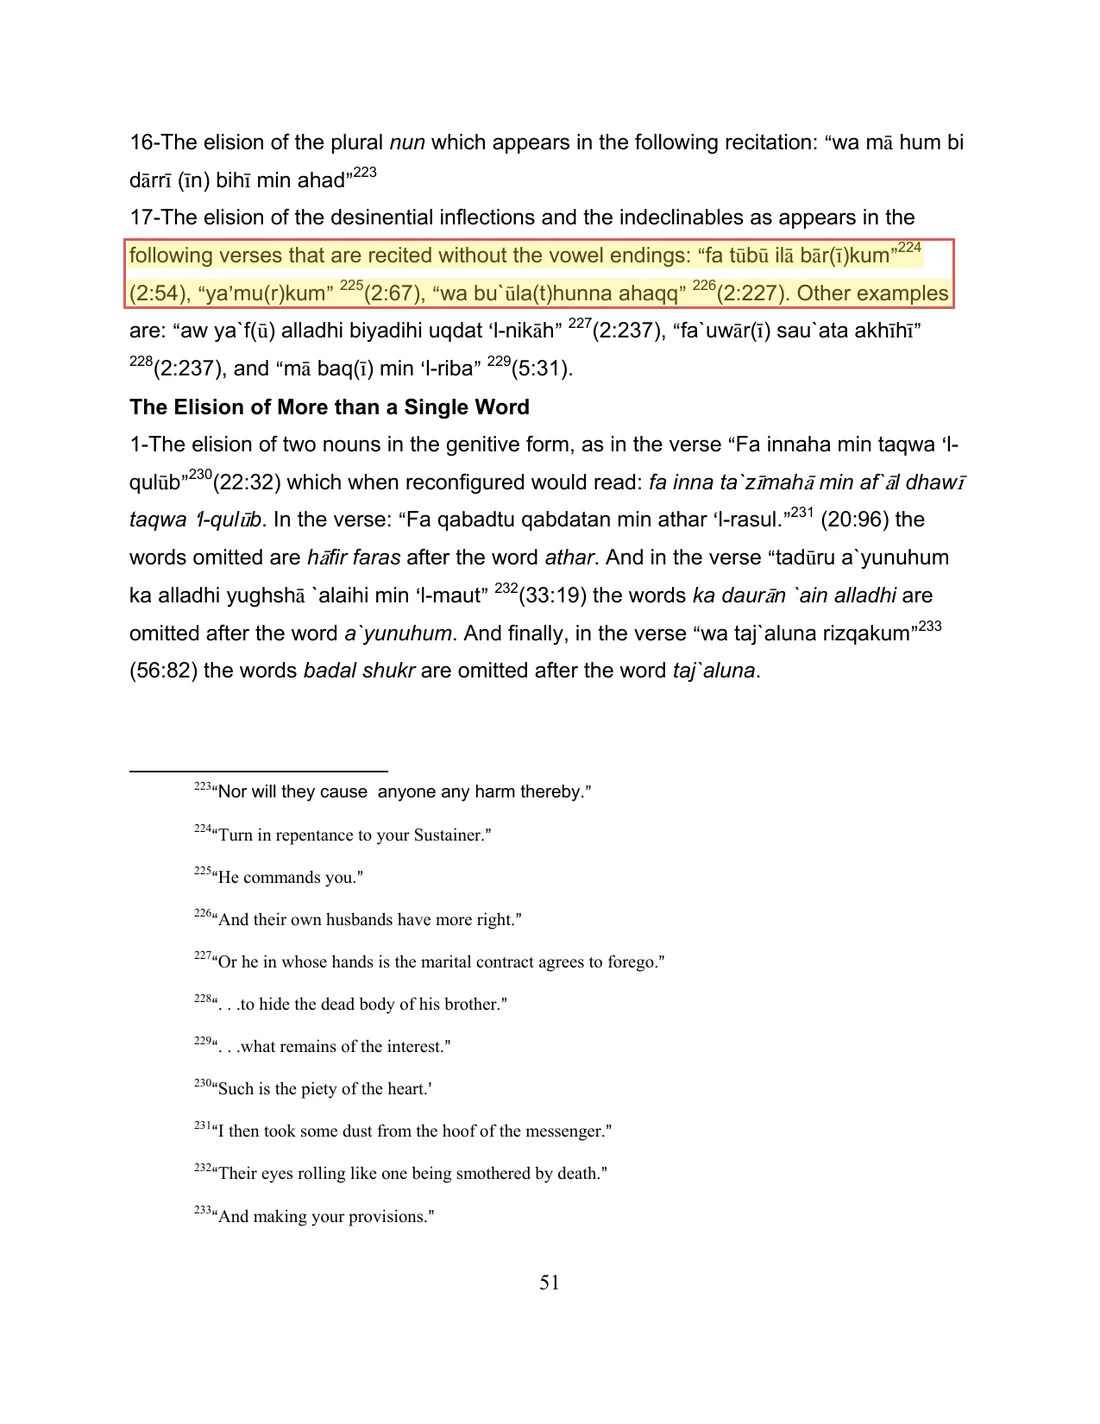 16-The elision of the plural nun which appears in the following recitation: “wa mā hum bi
dārrī (īn) bihī min ahad”223
17-The elision of the desinential inflections and the indeclinables as appears in the
following verses that are recited without the vowel endings: “fa tūbū ilā bār(ī)kum”224
(2:54), “ya’mu(r)kum” 225(2:67), “wa bu`ūla(t)hunna ahaqq” 226(2:227). Other examples
are: “aw ya`f(ū) alladhi biyadihi uqdat ‘l-nikāh” 227(2:237), “fa`uwār(ī) sau`ata akhīhī”
228(2:237), and “mā baq(ī) min ‘l-riba” 229(5:31).
The Elision of More than a Single Word
1-The elision of two nouns in the genitive form, as in the verse “Fa innaha min taqwa ‘l-
qulūb”230(22:32) which when reconfigured would read: fa inna ta`zīmahā min af`āl dhawī
taqwa ‘l-qulūb. In the verse: “Fa qabadtu qabdatan min athar ‘l-rasul.”231 (20:96) the
words omitted are hāfir faras after the word athar. And in the verse “tadūru a`yunuhum
ka alladhi yughshā `alaihi min ‘l-maut” 232(33:19) the words ka daurān `ain alladhi are
omitted after the word a`yunuhum. And finally, in the verse “wa taj`aluna rizqakum”233
(56:82) the words badal shukr are omitted after the word taj`aluna.
223“Nor will they cause  anyone any harm thereby.”
224“Turn in repentance to your Sustainer.”
225“He commands you.”
226“And their own husbands have more right.”
227“Or he in whose hands is the marital contract agrees to forego.”
228“. . .to hide the dead body of his brother.”
229“. . .what remains of the interest.”
230“Such is the piety of the heart.’
231“I then took some dust from the hoof of the messenger.”
232“Their eyes rolling like one being smothered by death.”
233“And making your provisions.”
51